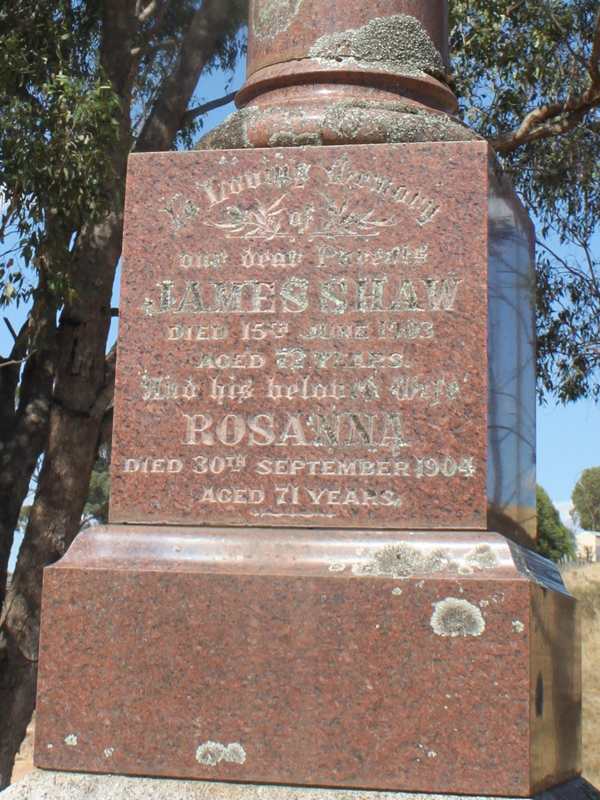 In Loving Memory
of
our dear Parents
JAMES SHAW
DIED 15TH JUNE 1903
AGED 72 YEARS.
And his beloved Wife
ROSANNA
DIED 30TH SEPTEMBER 1904
AGED 71 YEARS.